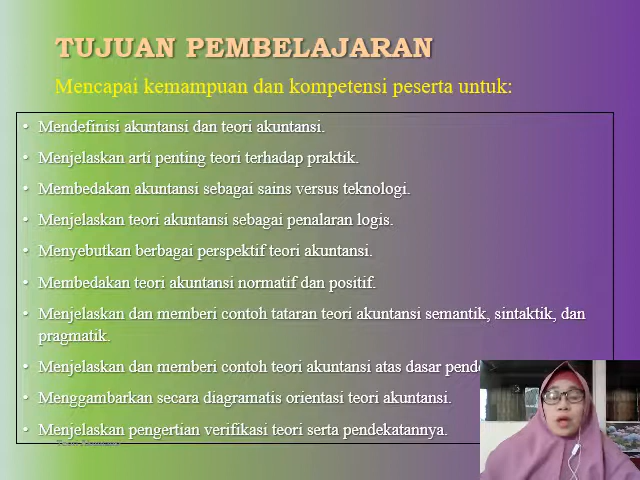 TUJUAN PEMBELAJARAN
Mencapai kemampuan dan kompetensi peserta untuk:
• Mendefinisi akuntansi dan teori akuntansi.
• Menjelaskan arti penting teori terhadap praktik.
• Membedakan akuntansi sebagai sains versus teknologi.
• Menjelaskan teori akuntansi sebagai penalaran logis.
• Menyebutkan berbagai perspektif teori akuntansi.
• Membedakan teori akuntansi normatif dan positif.
• Menjelaskan dan memberi contoh tataran teori akuntansi semantik, sintaktik, dan
pragmatik.
• Menjelaskan dan memberi contoh teori akuntansi atas dasar
• Menggambarkan secara diagramatis orientasi teori akuntansi.
• Menjelaskan pengertian verifikasi teori serta pendekatannya.